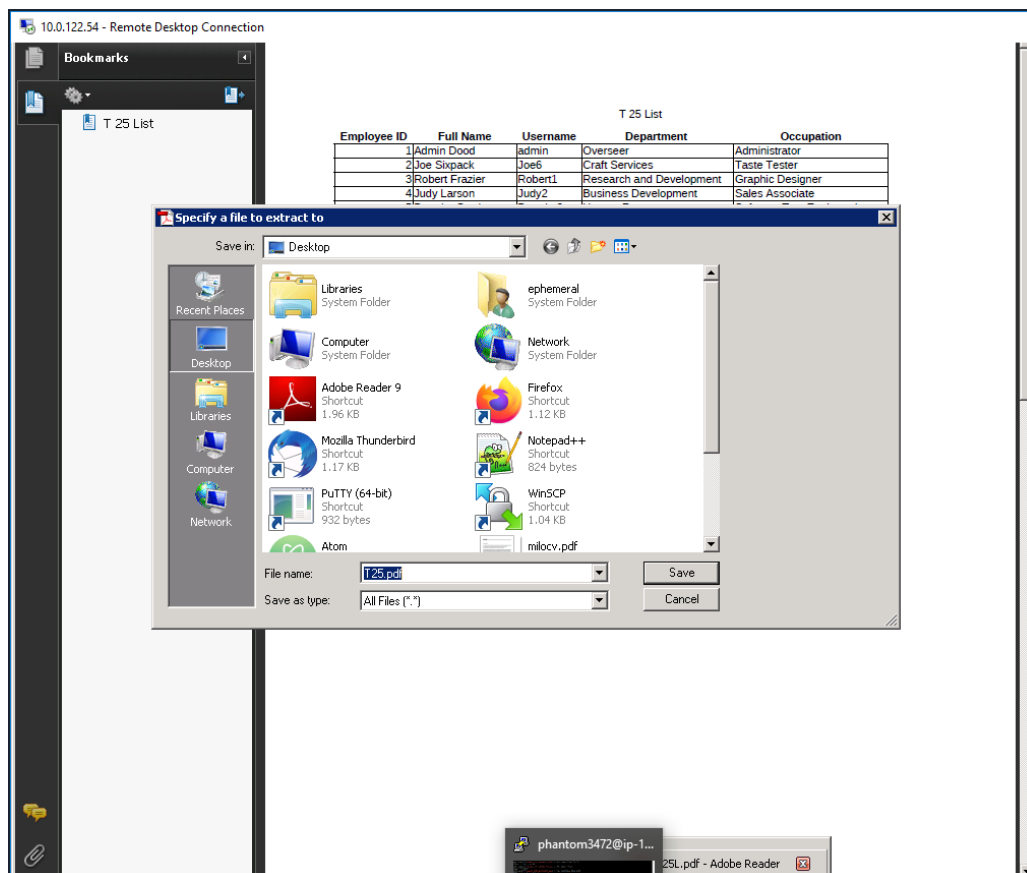 10.0.122.54 - Remote Desktop Connection
Bookmarks
T 25 List
T 25 List
Employee ID Full Name Username Department Occupation
1 Admin Dood admin Overseer Administrator
2 Joe Sixpack Joe6 Craft Services Taste Tester
3 Robert Frazier Robert1 Research and Development Graphic Designer
4 Judy Larson Judy2 Business Development Sales Associate
Specify a file to extract to
Save in: Desktop
Recent Places
Desktop
Libraries
Computer
Network
Libraries
System Folder
ephemeral
System Folder
Computer
System Folder
Network
System Folder
Adobe Reader 9
Shortcut
1.96 KB
Firefox
Shortcut
1.12 KB
Mozilla Thunderbird
Shortcut
1.17 KB
Notepad++
Shortcut
824 bytes
PuTTY (64-bit)
Shortcut
932 bytes
WinSCP
Shortcut
1.04 KB
Atom
milocv.pdf
File name: T25.pdf
Save
Save as type: All Files (*.*)
Cancel
phantom3472@ip-1...
25L.pdf - Adobe Reader